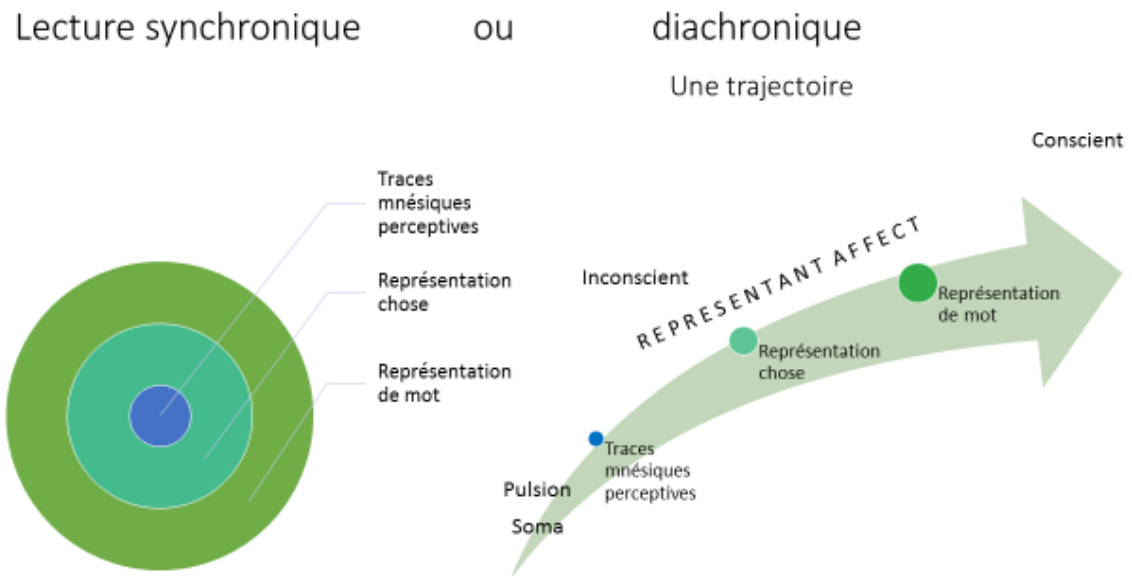 Lecture synchronique ou diachronique
Une trajectoire
Traces
mnésiques
perceptives
Représentation
chose
Représentation
de mot
Conscient
Inconscient
REPRESENTANT AFFECT
Représentation
de mot
Représentation
chose
Traces
mnésiques
perceptives
Pulsion
Soma